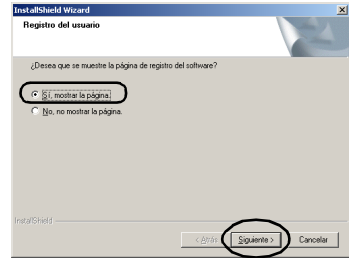 InstallShield Wizard
Registro del usuario
¿Desea que se muestre la página de registro del software?
Sí, mostrar la página.
No, no mostrar la página.
InstallShield
< Atrás
Siguiente >
Cancelar